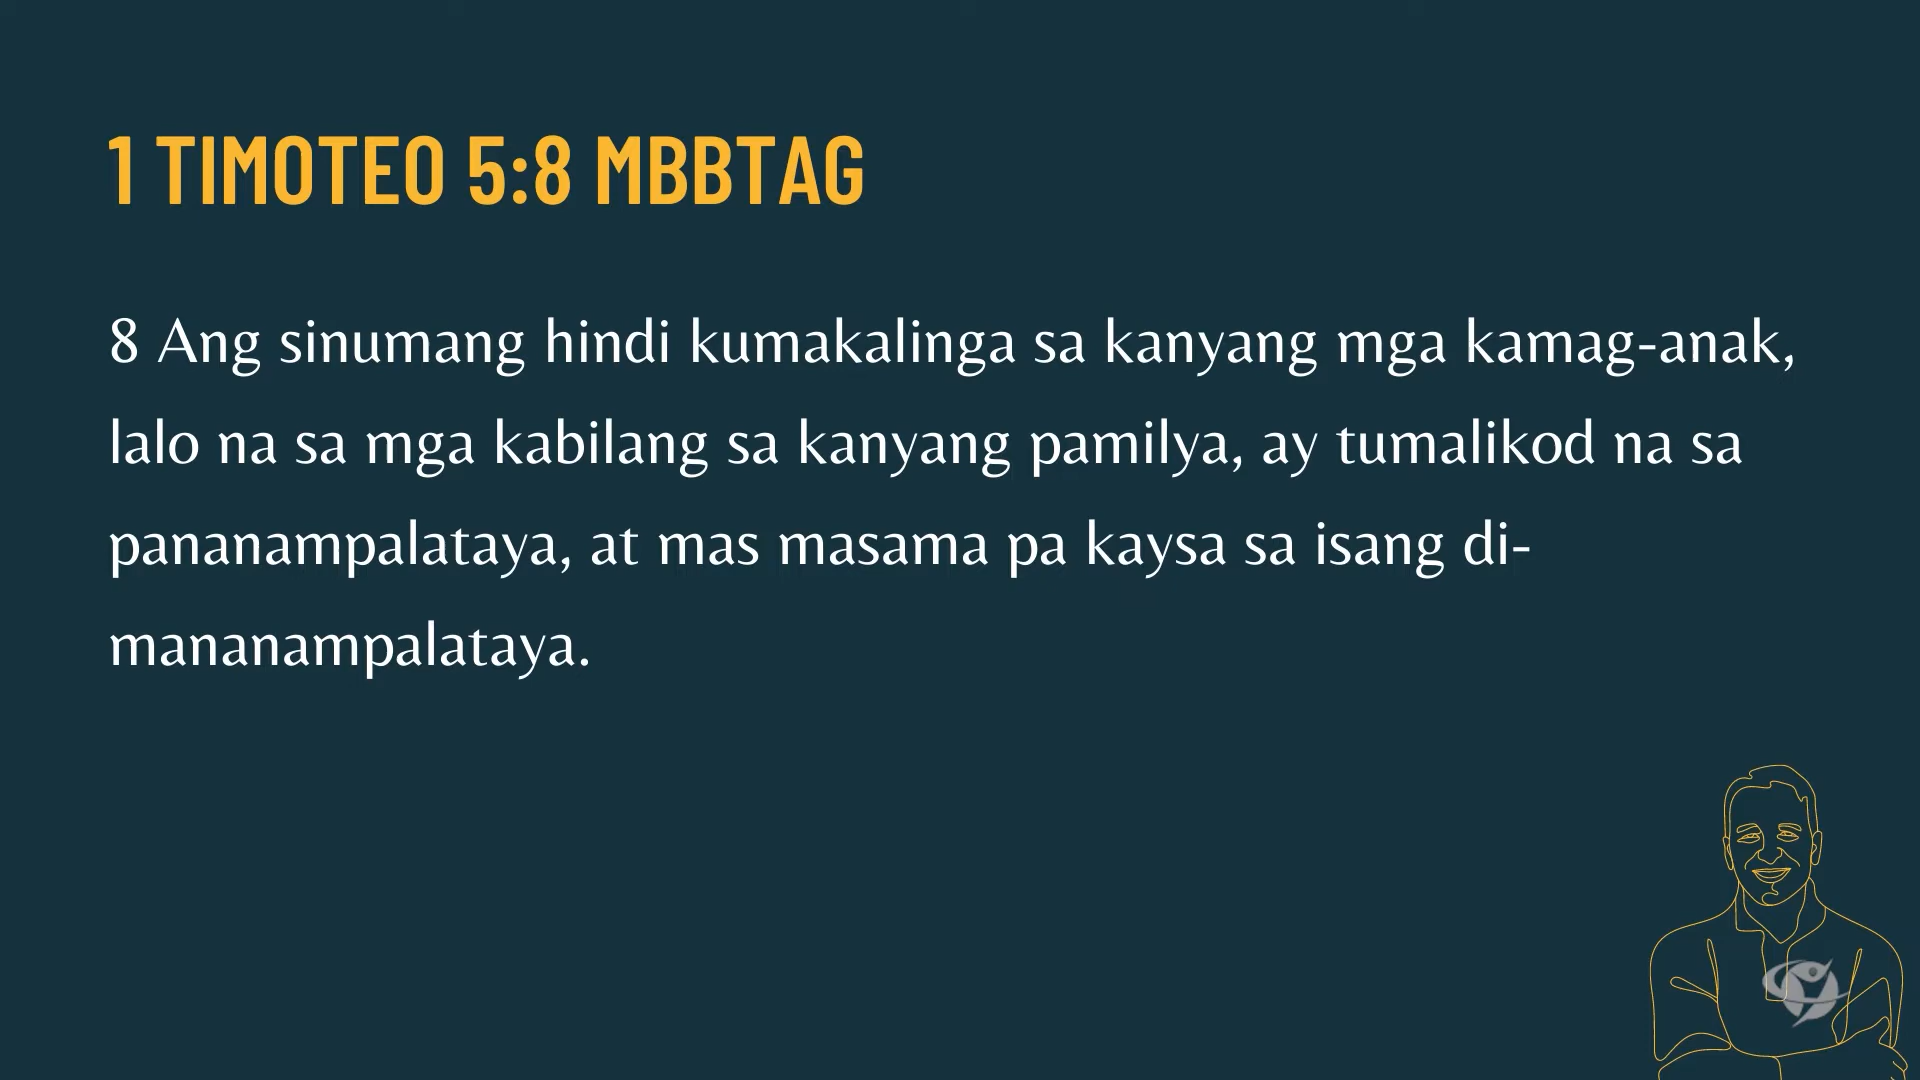 1 TIMOTEO 5:8 MBBTAG
8 Ang sinumang hindi kumakalinga sa kanyang mga kamag-anak,
lalo na sa mga kabilang sa kanyang pamilya, ay tumalikod na sa
pananampalataya, at mas masama pa kaysa sa isang di-
mananampalataya.